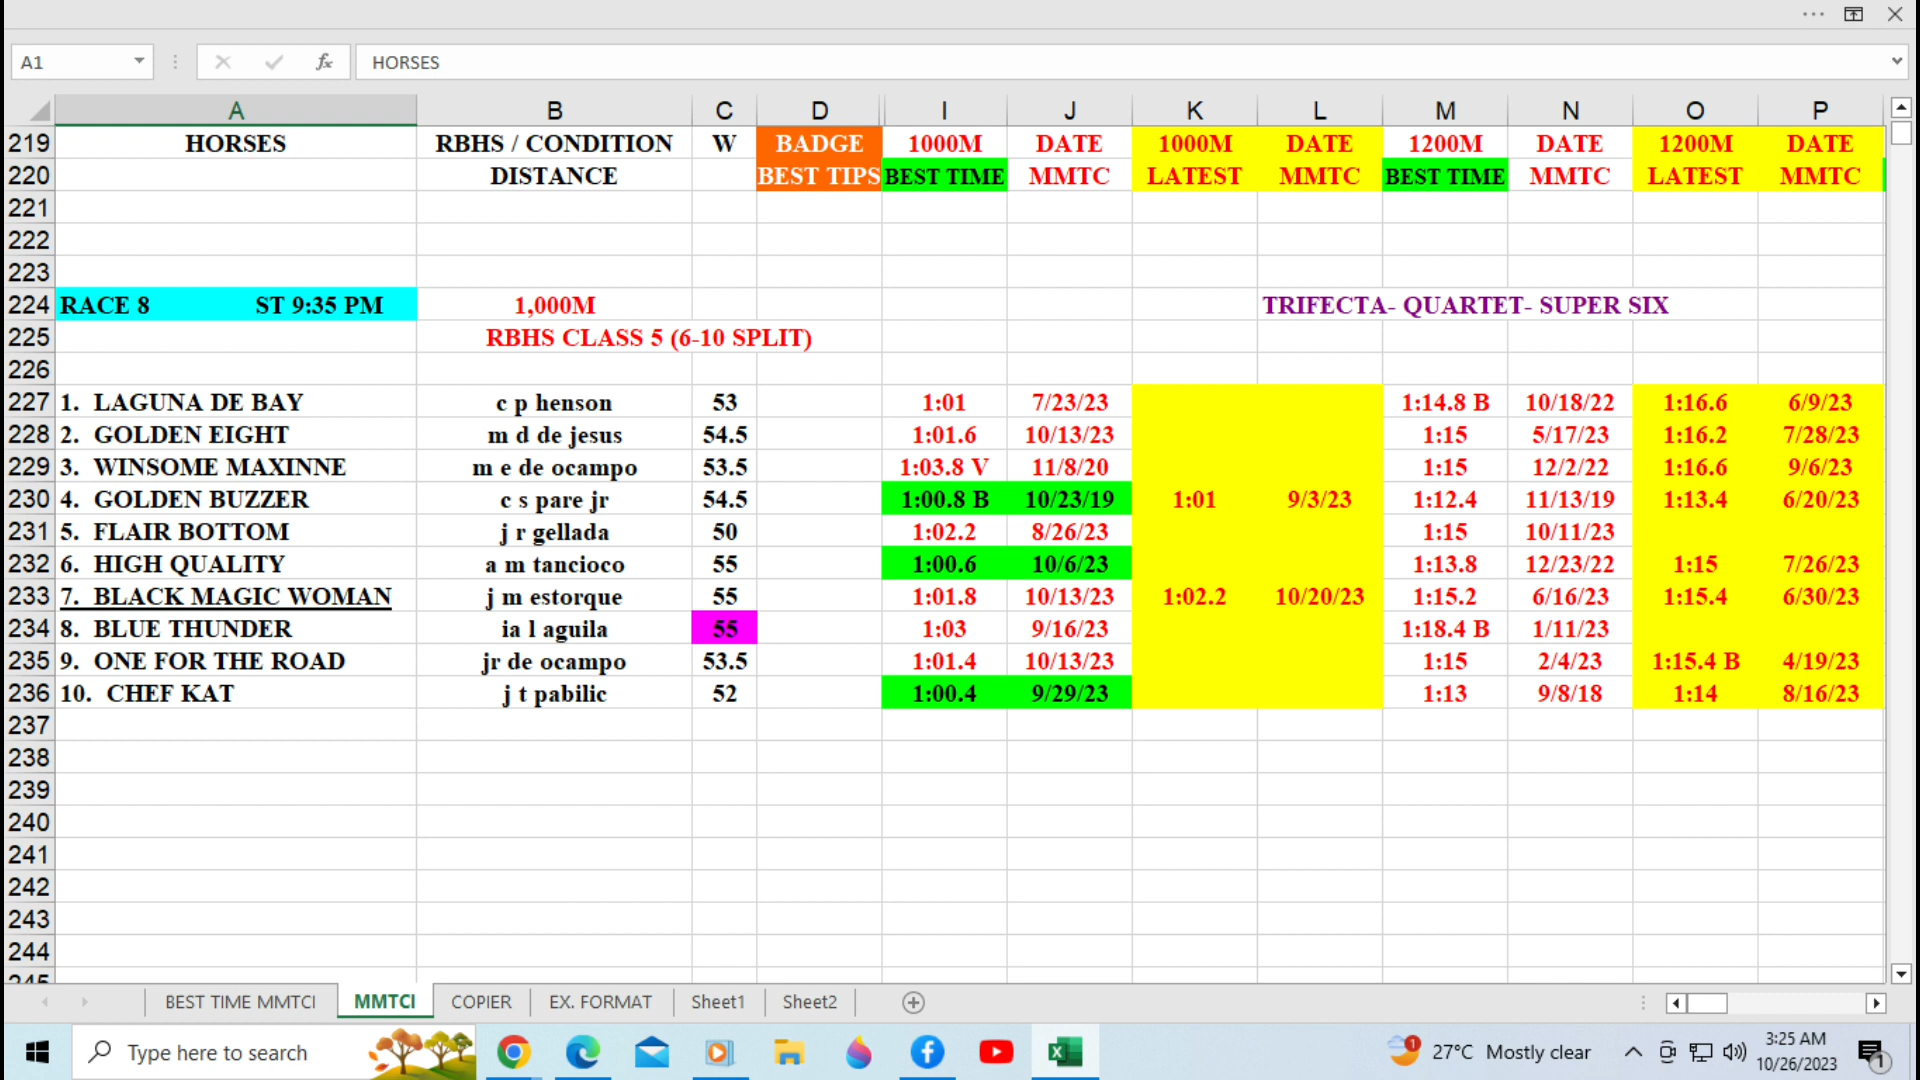 A1 HORSES
A B C D I J K L M N O P
219 HORSES RBHS / CONDITION W BADGE 1000M DATE 1000M DATE 1200M DATE 1200M DATE
220 DISTANCE BEST TIPS BEST TIME MMTC LATEST MMTC BEST TIME MMTC LATEST MMTC
221
222
223
224 RACE 8 ST 9:35 PM 1,000M TRIFECTA- QUARTET- SUPER SIX
225 RBHS CLASS 5 (6-10 SPLIT)
226
227 1. LAGUNA DE BAY c p henson 53 1:01 7/23/23 1:14.8 B 10/18/22 1:16.6 6/9/23
228 2. GOLDEN EIGHT m d de jesus 54.5 1:01.6 10/13/23 1:15 5/17/23 1:16.2 7/28/23
229 3. WINSOME MAXINNE m e de ocampo 53.5 1:03.8 V 11/8/20 1:15 12/2/22 1:16.6 9/6/23
230 4. GOLDEN BUZZER c s pare jr 54.5 1:00.8 B 10/23/19 1:01 9/3/23 1:12.4 11/13/19 1:13.4 6/20/23
231 5. FLAIR BOTTOM j r gellada 50 1:02.2 8/26/23 1:15 10/11/23
232 6. HIGH QUALITY a m tancioco 55 1:00.6 10/6/23 1:13.8 12/23/22 1:15 7/26/23
233 7. BLACK MAGIC WOMAN j m estorque 55 1:01.8 10/13/23 1:02.2 10/20/23 1:15.2 6/16/23 1:15.4 6/30/23
234 8. BLUE THUNDER ia l aguila 55 1:03 9/16/23 1:18.4 B 1/11/23
235 9. ONE FOR THE ROAD jr de ocampo 53.5 1:01.4 10/13/23 1:15 2/4/23 1:15.4 B 4/19/23
236 10. CHEF KAT j t pabilic 52 1:00.4 9/29/23 1:13 9/8/18 1:14 8/16/23
237
238
239
240
241
242
243
244
245
BEST TIME MMTCI MMTCI COPIER EX. FORMAT Sheet1 Sheet2
Type here to search 1 27°C Mostly clear 3:25 AM
10/26/2023 1